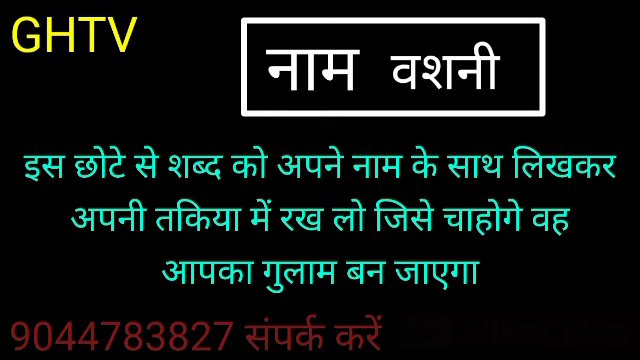 GHTV
नाम वशनी
इस छोटे से शब्द को अपने नाम के साथ लिखकर
अपनी तकिया में रख लो जिसे चाहोगे वह
आपका गुलाम बन जाएगा
9044783827 संपर्क करें